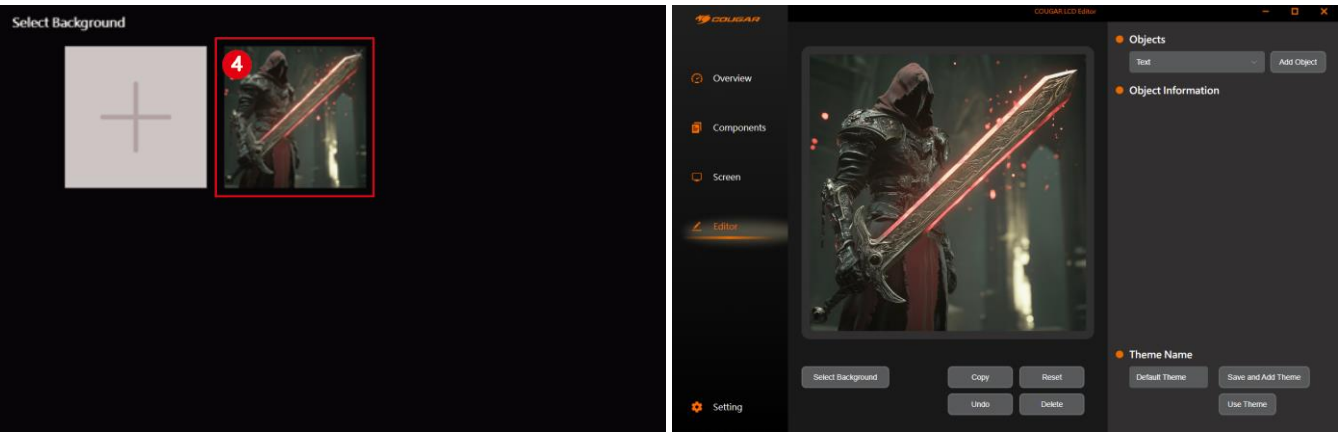 Select Background
4
COUGAR
COUGAR LCD Editor
Overview
Components
Screen
Editor
Setting
Select Background
Copy
Reset
Undo
Delete
Objects
Text
Add Object
Object Information
Theme Name
Default Theme
Save and Add Theme
Use Theme